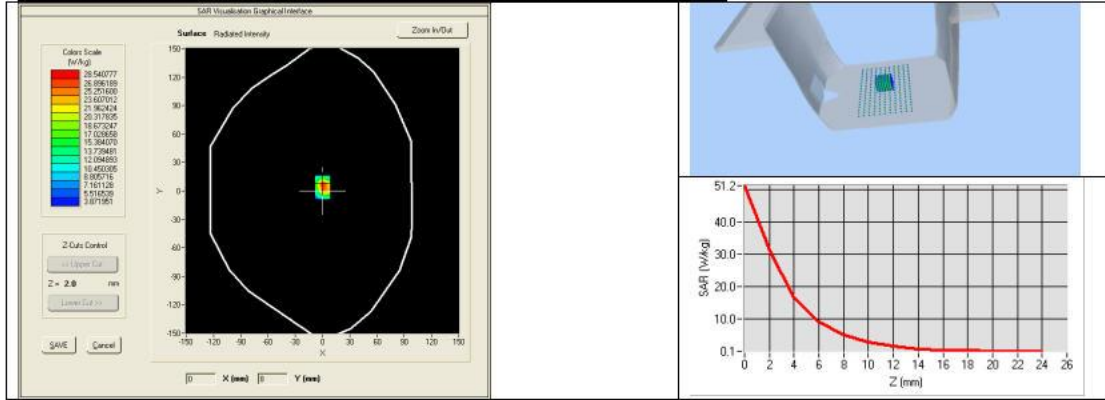 SAR Visualisation Graphical Interface
Surface Radiated Intensity
Zoom In/Out
Colors Scale
(W/kg)
28.540777
26.896189
25.251600
23.607012
21.962424
20.317835
18.673247
17.028658
15.384070
13.739481
12.094893
10.450305
8.805716
7.161128
5.516539
3.871951
Z-Cuts Control
<< Upper Cut
Z = 2.0 mm
Lower Cut >>
SAVE
Cancel
150
120
90
60
30
0
-30
-60
-90
-120
-150
Y
-150 -120 -90 -60 -30 0 30 60 90 120 150
X
0 X (mm) 0 Y (mm)
51.2
40.0
30.0
20.0
10.0
0.1
SAR (W/kg)
0 2 4 6 8 10 12 14 16 18 20 22 24 26
Z (mm)